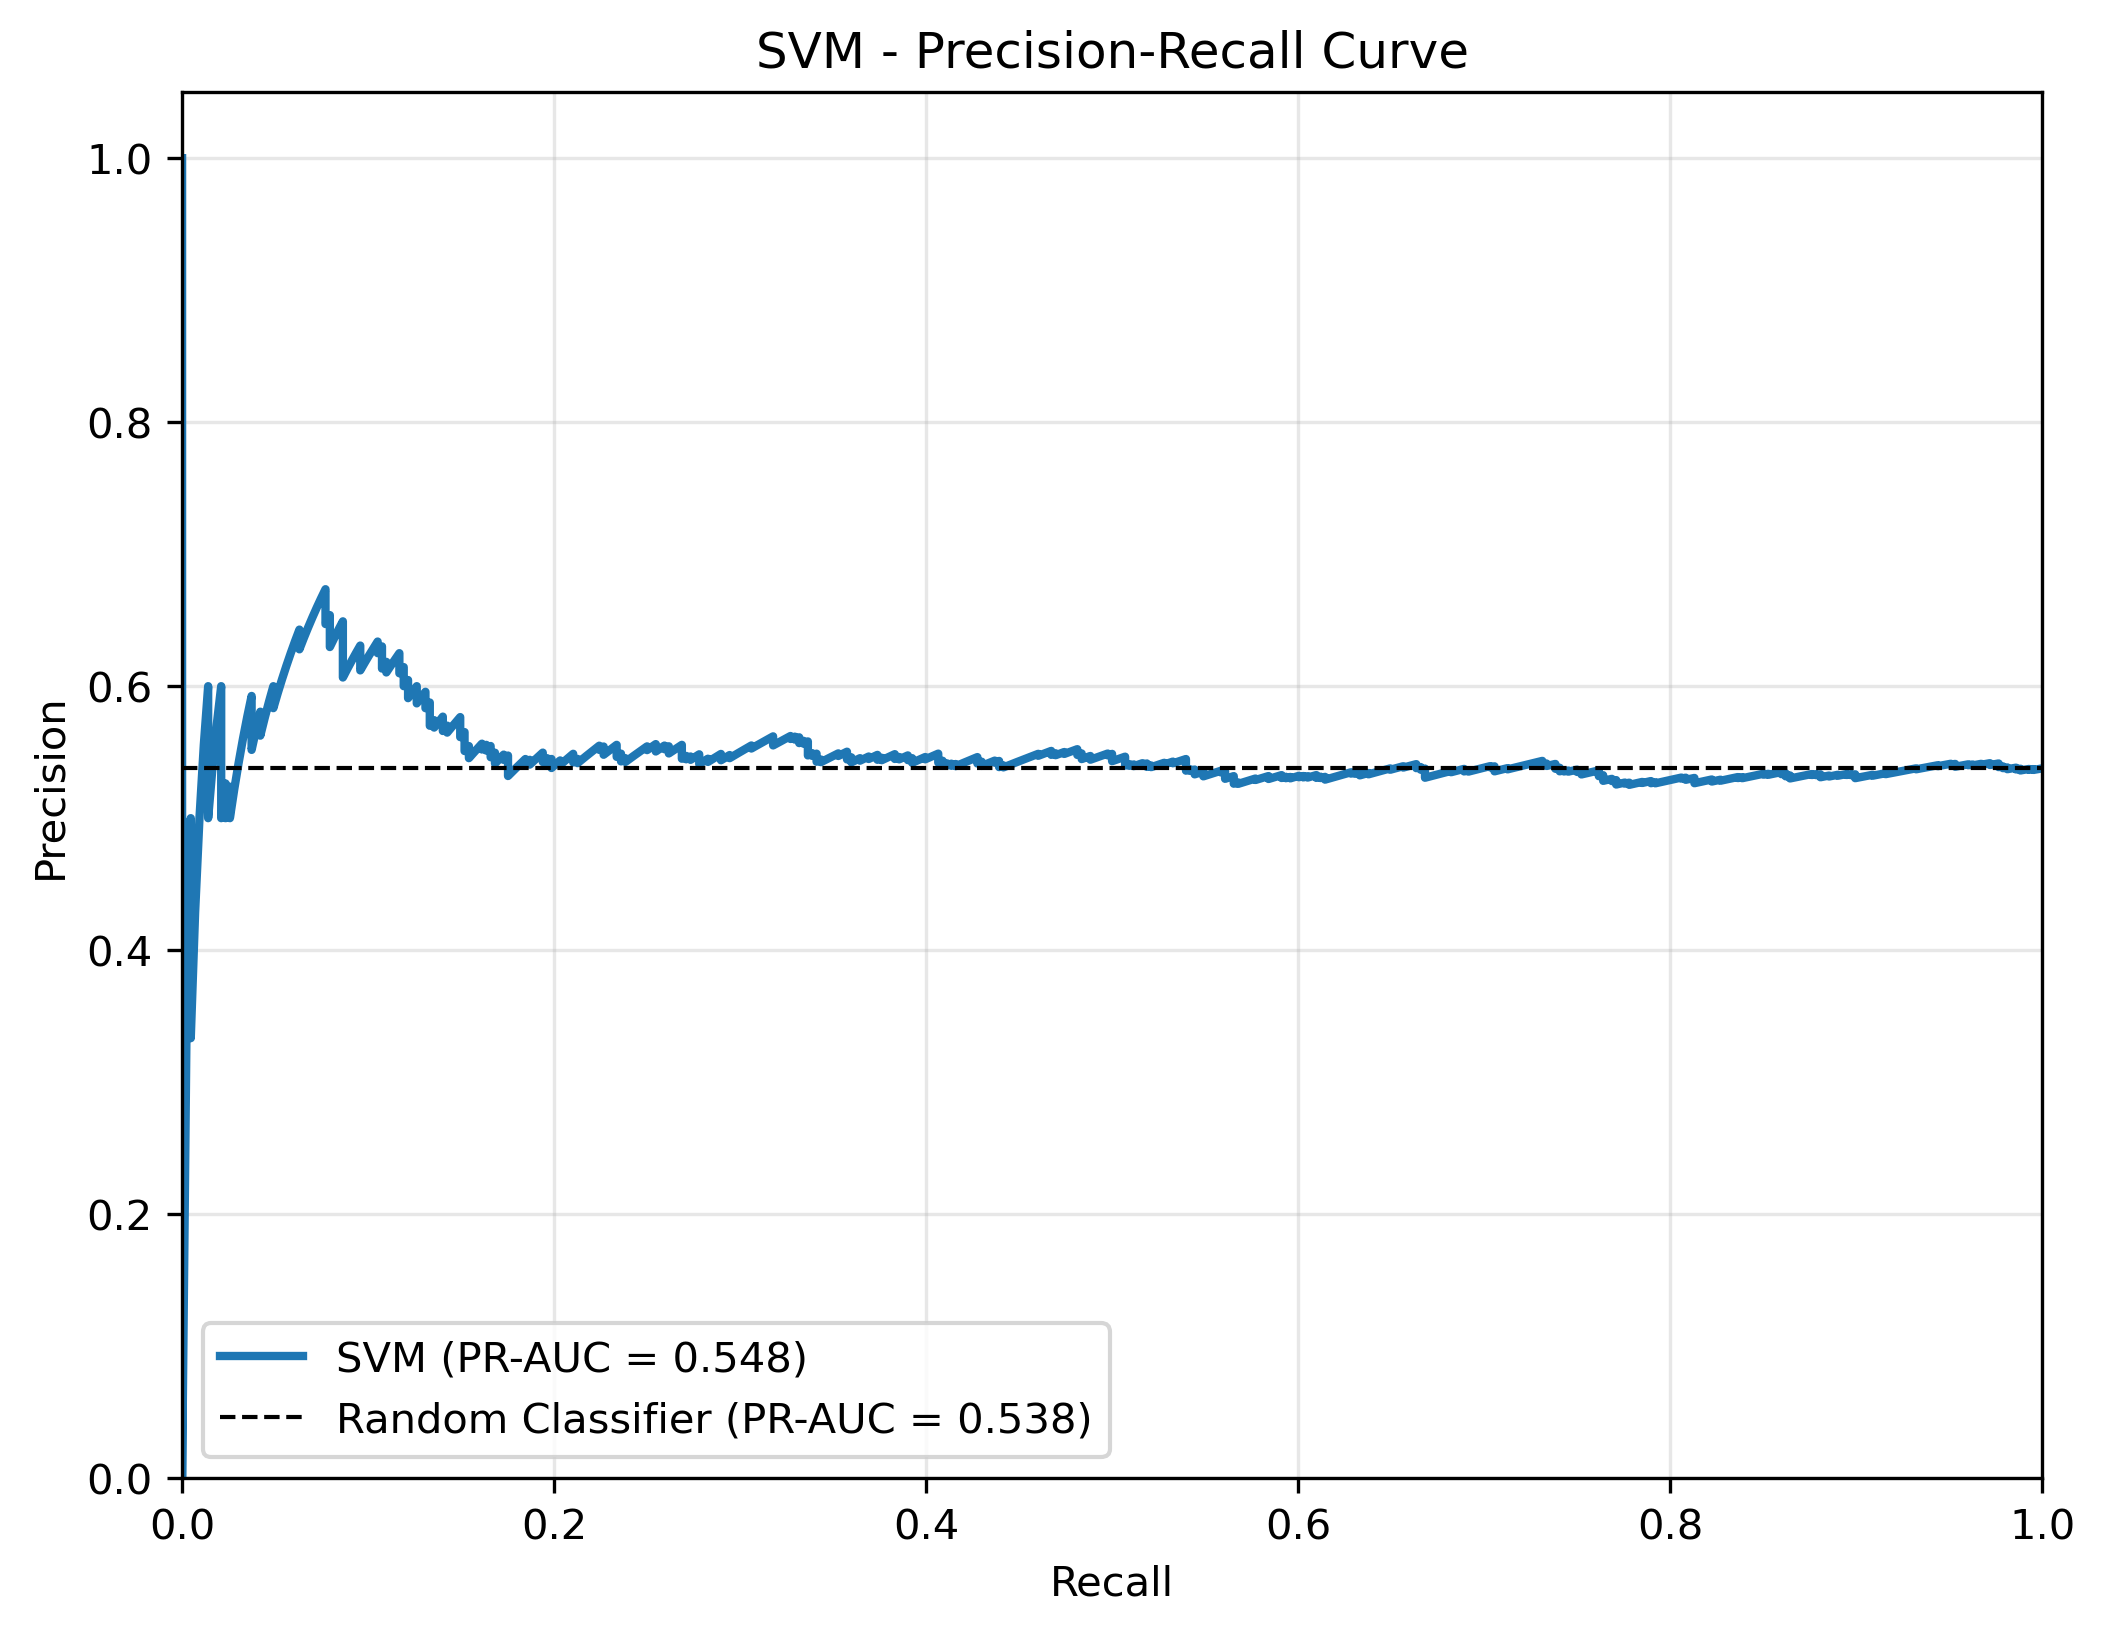 SVM - Precision-Recall Curve
1.0
0.8
0.6
0.4
0.2
0.0
Precision
SVM (PR-AUC = 0.548)
Random Classifier (PR-AUC = 0.538)
0.0 0.2 0.4 0.6 0.8 1.0
Recall